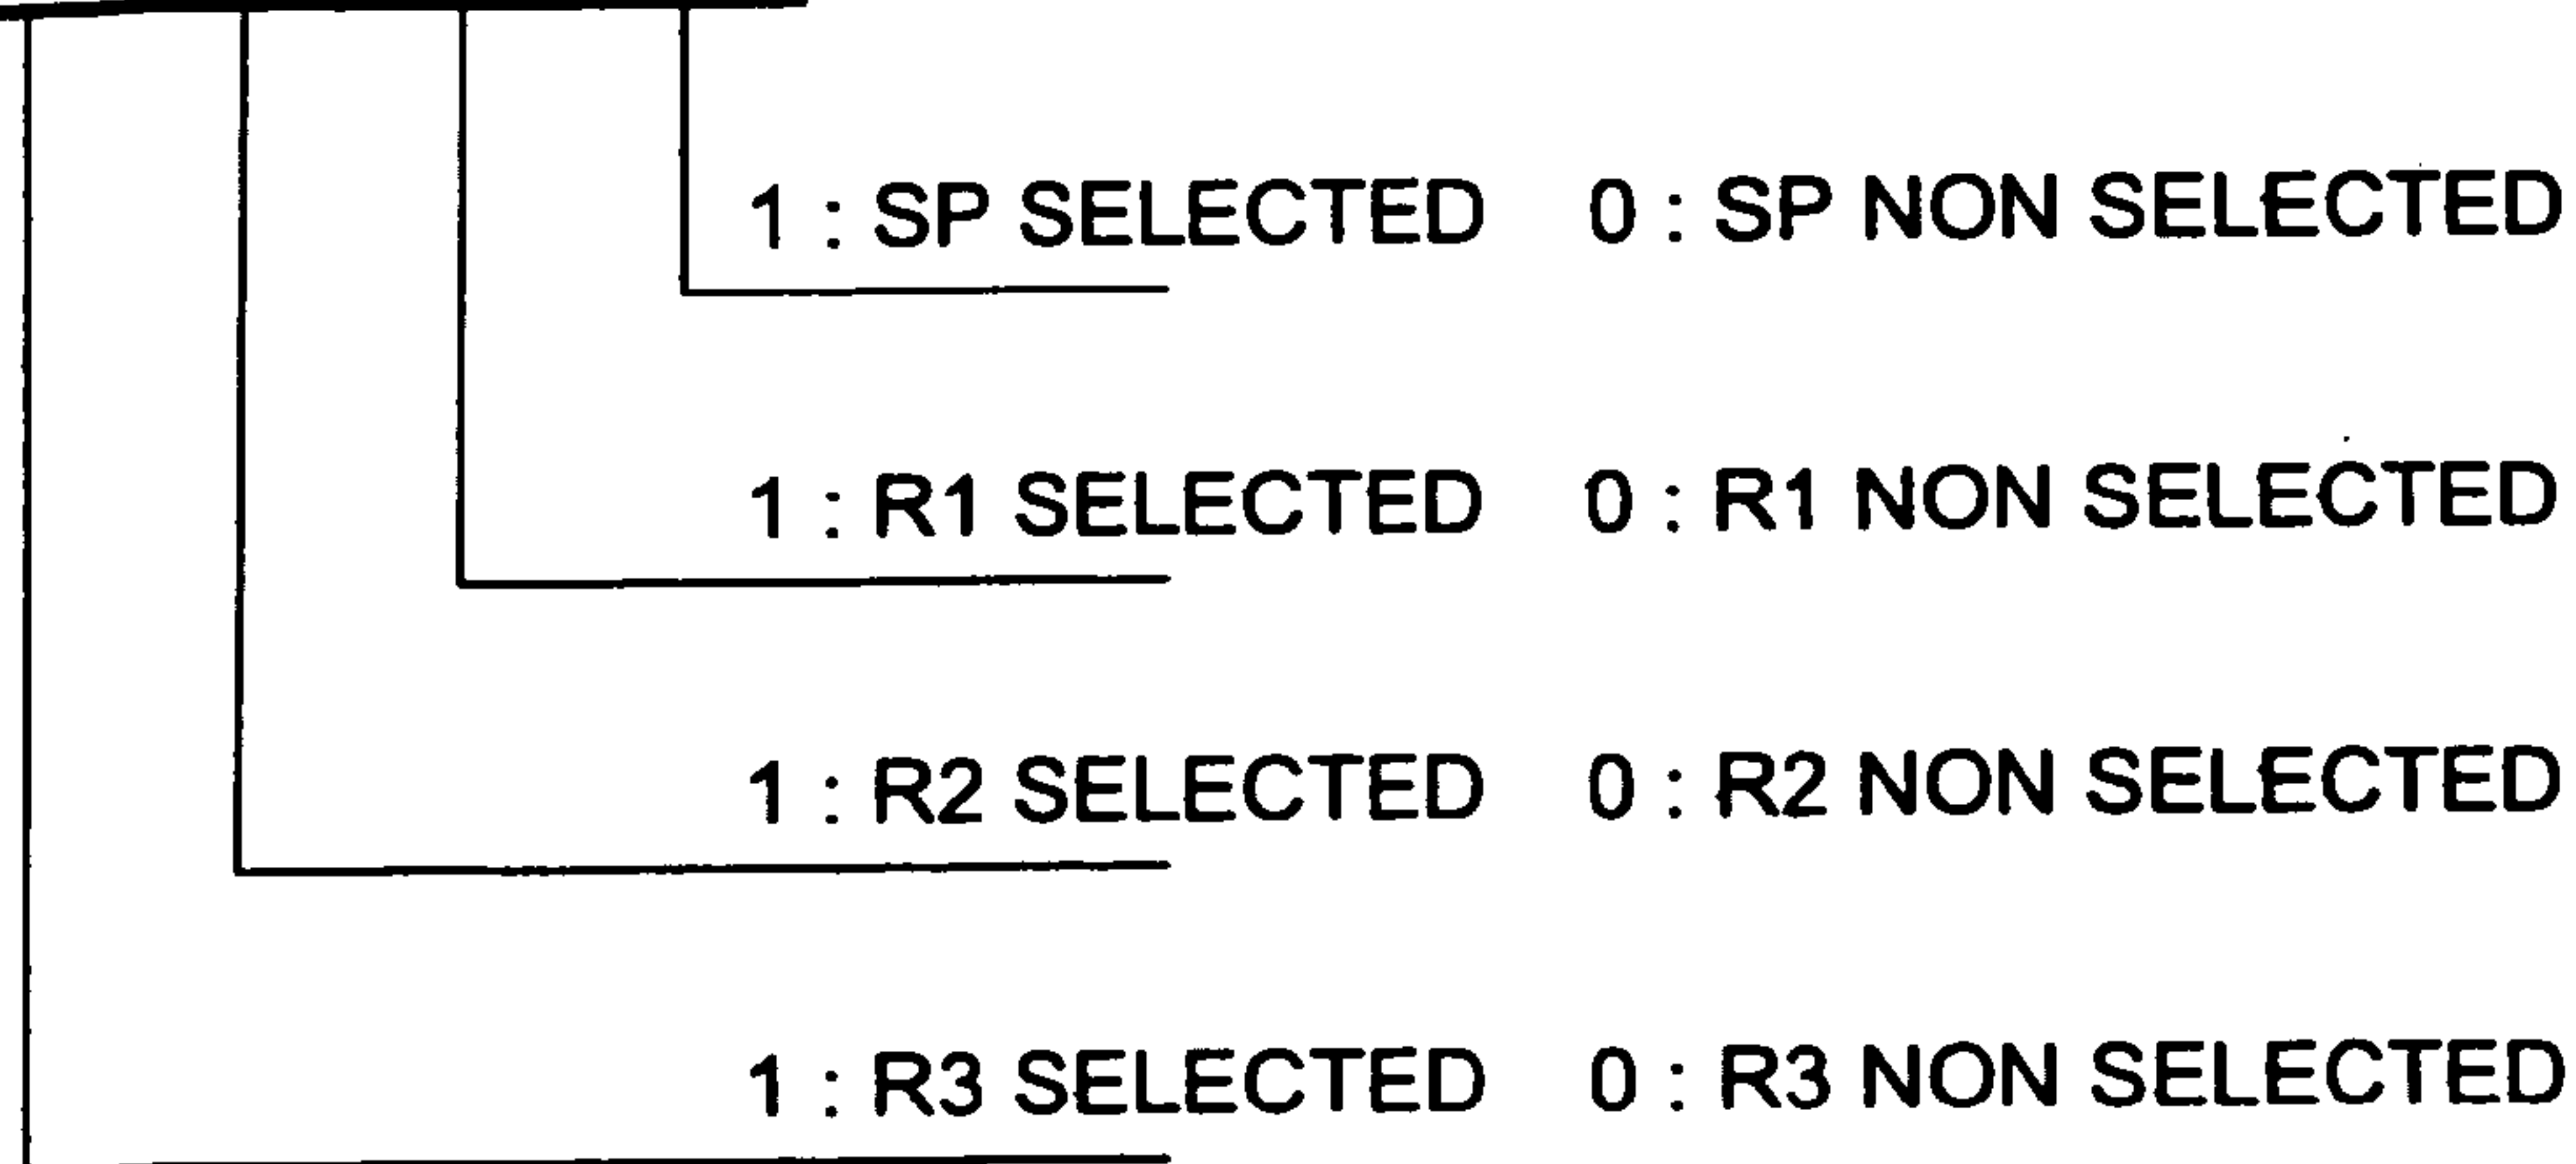 1 : SP SELECTED 0 : SP NON SELECTED
1 : R1 SELECTED 0 : R1 NON SELECTED
1 : R2 SELECTED 0 : R2 NON SELECTED
1 : R3 SELECTED 0 : R3 NON SELECTED